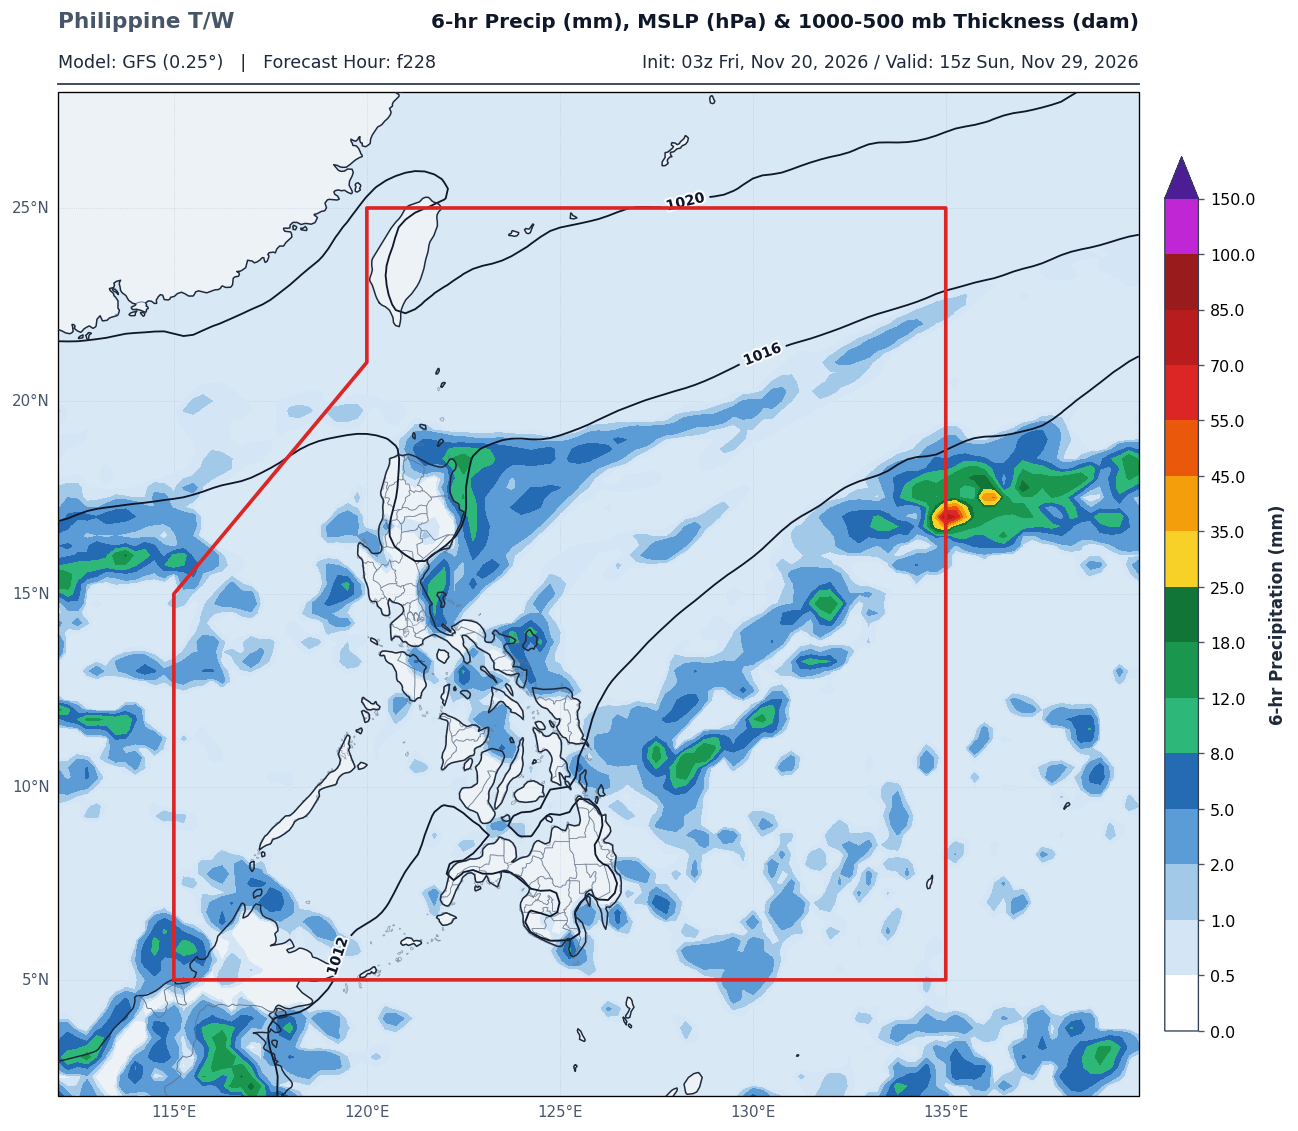 Philippine T/W
6-hr Precip (mm), MSLP (hPa) & 1000-500 mb Thickness (dam)
Model: GFS (0.25°) | Forecast Hour: f228
Init: 03z Fri, Nov 20, 2026 / Valid: 15z Sun, Nov 29, 2026
25°N
20°N
15°N
10°N
5°N
115°E
120°E
125°E
130°E
135°E
1020
1016
1012
150.0
100.0
85.0
70.0
55.0
45.0
35.0
25.0
18.0
12.0
8.0
5.0
2.0
1.0
0.5
0.0
6-hr Precipitation (mm)